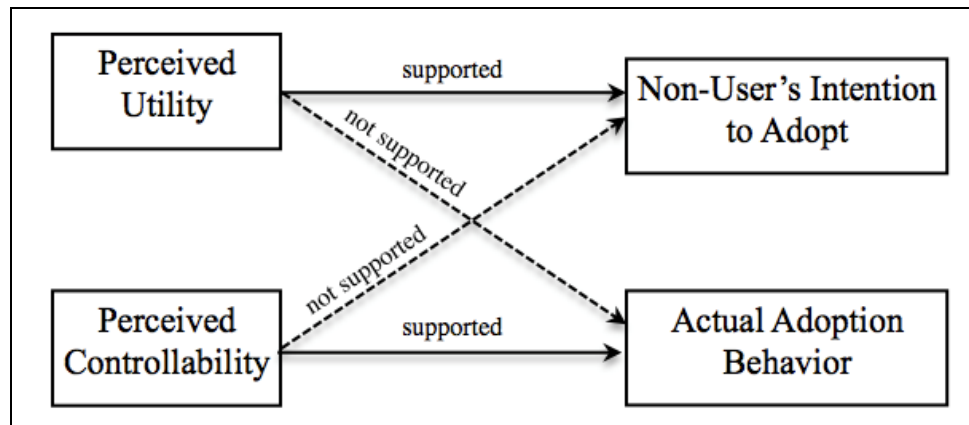 Perceived
Utility
supported
Non-User's Intention
to Adopt
not supported
not supported
Perceived
Controllability
supported
Actual Adoption
Behavior